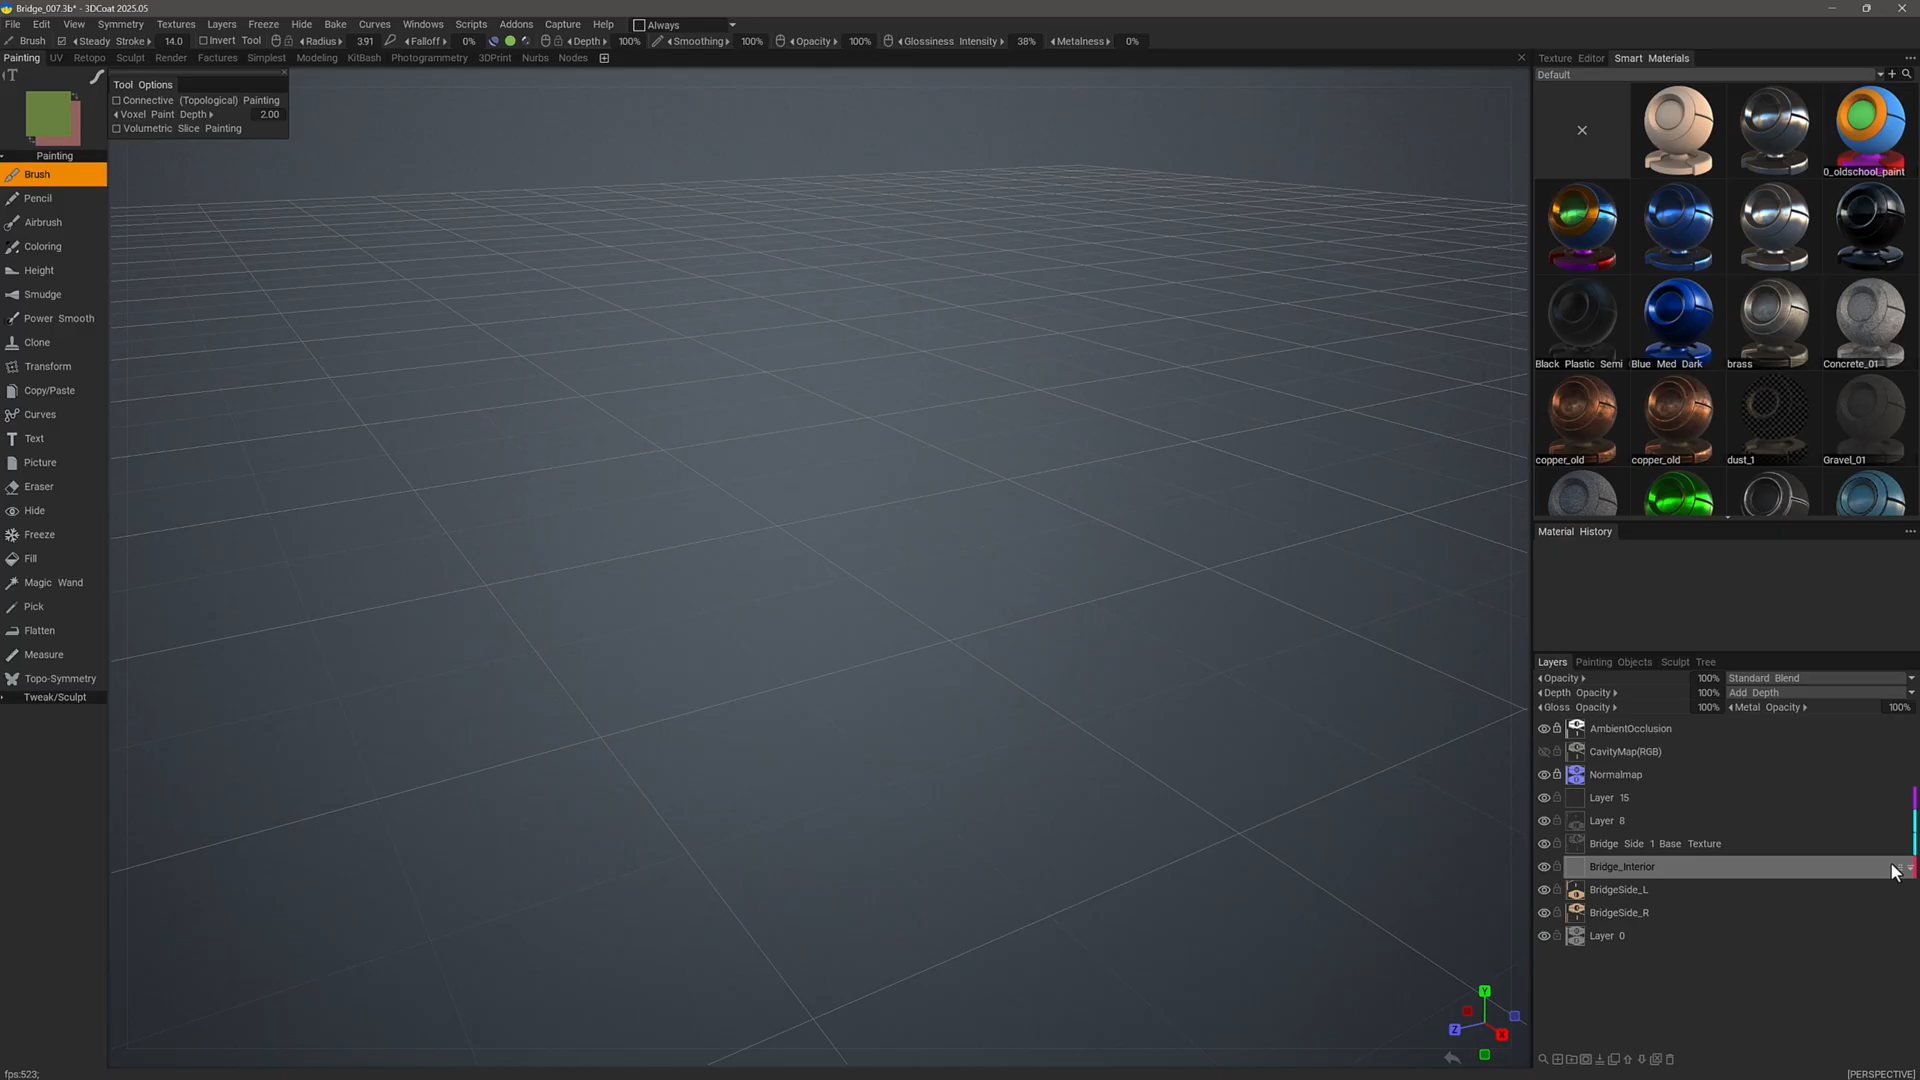 Bridge_007.3b* - 3DCoat 2025.05
File Edit View Symmetry Textures Layers Freeze Hide Bake Curves Windows Scripts Addons Capture Help Always
Brush Steady Stroke 14.0 Invert Tool Radius 3.91 Falloff 0% Depth 100% Smoothing 100% Opacity 100% Glossiness Intensity 38% Metalness 0%
Painting UV Retopo Sculpt Render Factures Simplest Modeling KitBash Photogrammetry 3DPrint Nurbs Nodes
Texture Editor Smart Materials
Default
T
Tool Options
Connective (Topological) Painting
Voxel Paint Depth 2.00
Volumetric Slice Painting
Painting
Brush
Pencil
Airbrush
Coloring
Height
Smudge
Power Smooth
Clone
Transform
Copy/Paste
Curves
Text
Picture
Eraser
Hide
Freeze
Fill
Magic Wand
Pick
Flatten
Measure
Topo-Symmetry
Tweak/Sculpt
0_oldschool_paint
Black Plastic Semi Blue Med Dark brass Concrete_01
copper_old copper_old dust_1 Gravel_01
Material History
Layers Painting Objects Sculpt Tree
Opacity 100% Standard Blend
Depth Opacity 100% Add Depth
Gloss Opacity 100% Metal Opacity 100%
AmbientOcclusion
CavityMap(RGB)
Normalmap
Layer 15
Layer 8
Bridge Side 1 Base Texture
Bridge_Interior
BridgeSide_L
BridgeSide_R
Layer 0
Y
Z
X
fps:523;
[PERSPECTIVE]